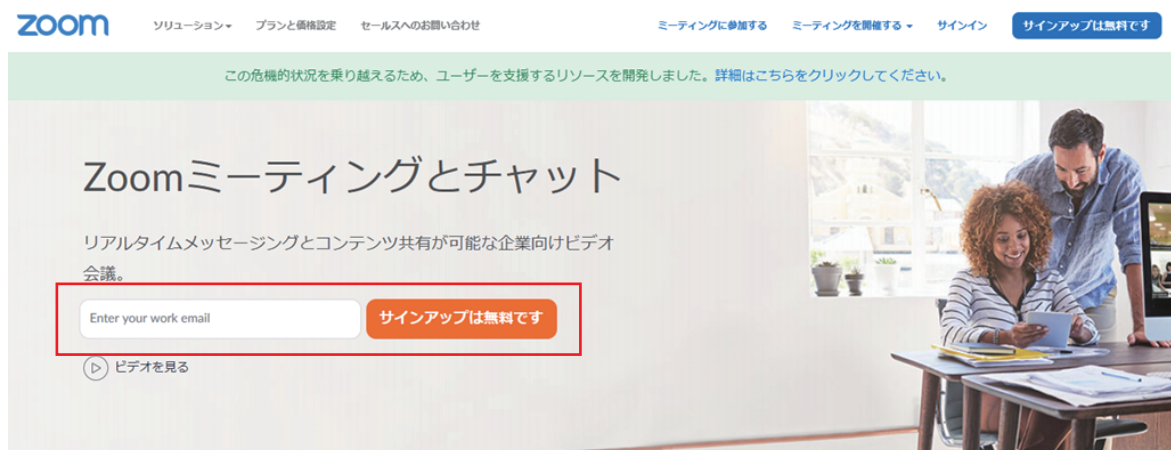 zoom
ソリューション プランと価格設定 セールスへのお問い合わせ ミーティングに参加する ミーティングを開催する サインイン サインアップは無料です
この危機的状況を乗り越えるため、ユーザーを支援するリソースを開発しました。詳細はこちらをクリックしてください。
Zoomミーティングとチャット
リアルタイムメッセージングとコンテンツ共有が可能な企業向けビデオ
会議。
Enter your work email サインアップは無料です
ビデオを見る